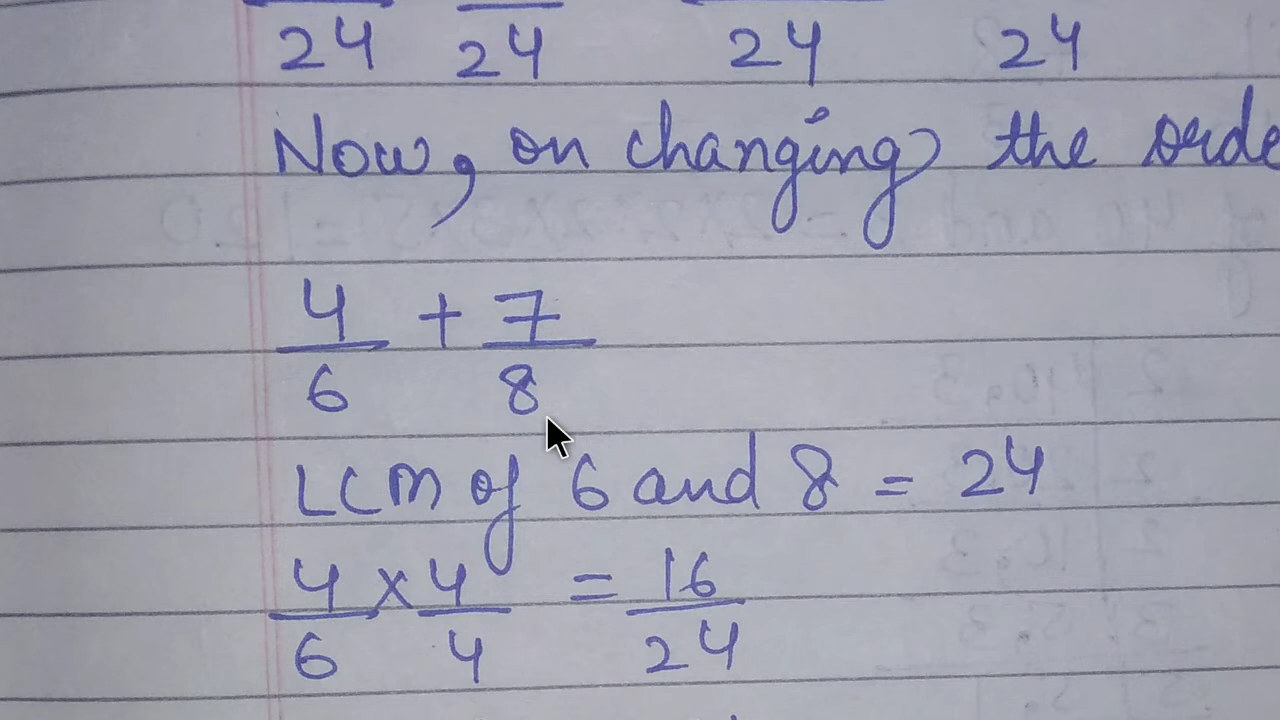 24 24 24 24
Now, on changing the orde
4/6 + 7/8
LCM of 6 and 8 = 24
4/6 × 4/4 = 16/24